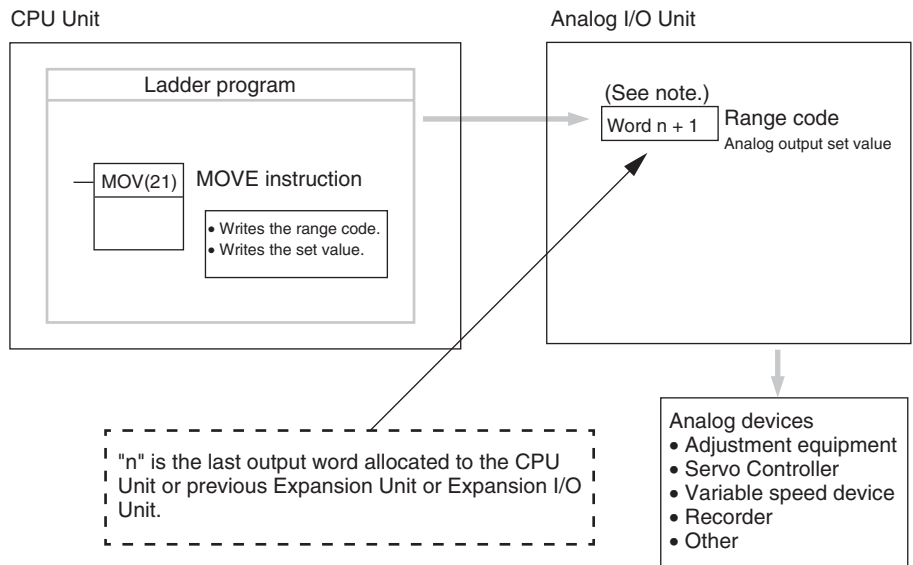 CPU Unit
Analog I/O Unit
Ladder program
(See note.)
Word n + 1
Range code
Analog output set value
MOV(21)
MOVE instruction
• Writes the range code.
• Writes the set value.
"n" is the last output word allocated to the CPU
Unit or previous Expansion Unit or Expansion I/O
Unit.
Analog devices
• Adjustment equipment
• Servo Controller
• Variable speed device
• Recorder
• Other